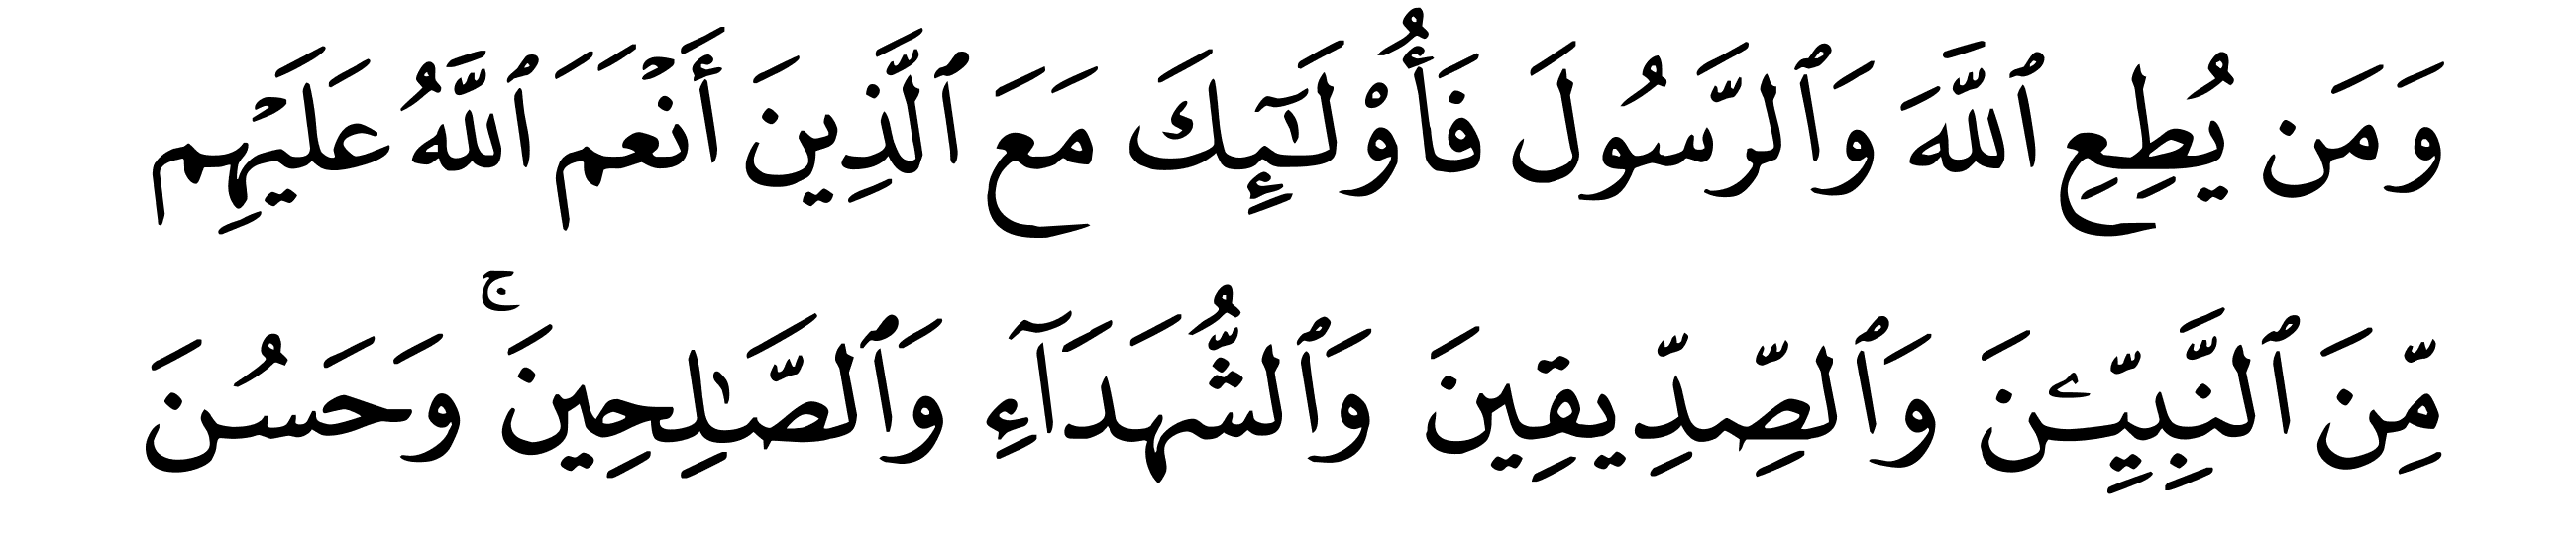 وَمَن يُطِعِ ٱللَّهَ وَٱلرَّسُولَ فَأُوْلَـٰٓئِكَ مَعَ ٱلَّذِينَ أَنۡعَمَ ٱللَّهُ عَلَيۡهِم
مِّنَ ٱلنَّبِيِّـۧنَ وَٱلصِّدِّيقِينَ وَٱلشُّهَدَآءِ وَٱلصَّـٰلِحِينَۚ وَحَسُنَ